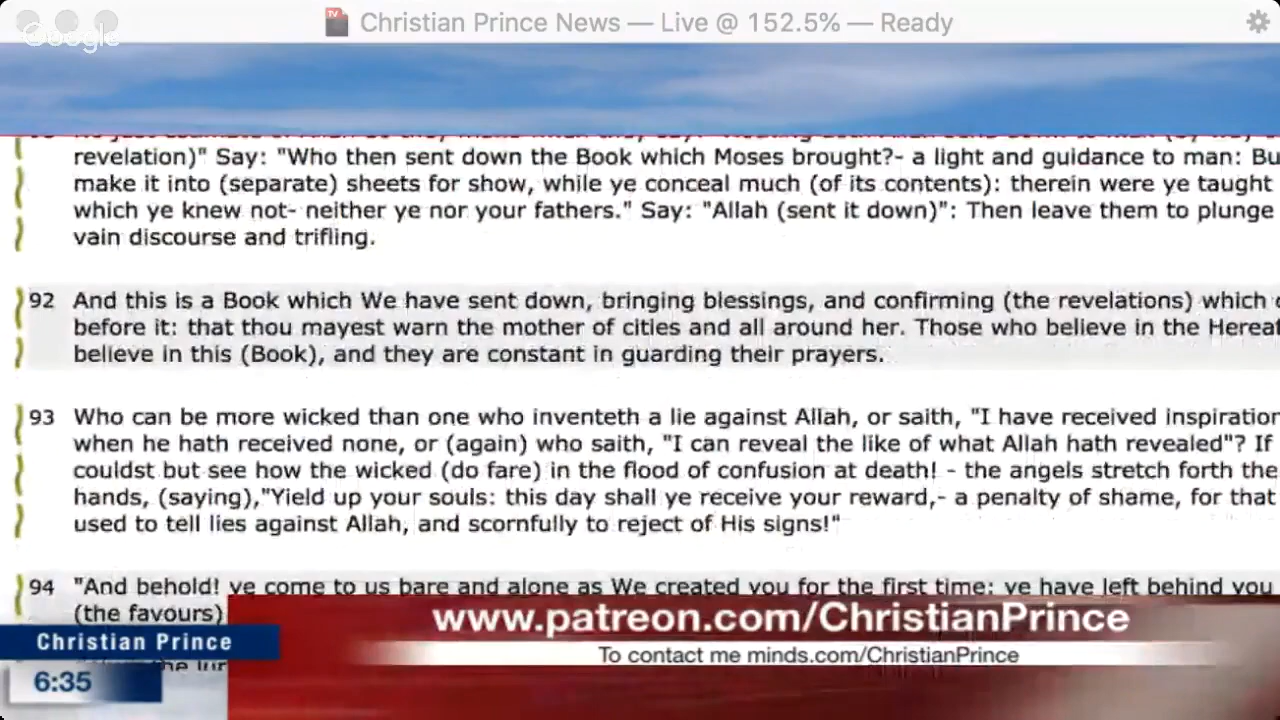 Christian Prince News — Live @ 152.5% — Ready
Google
revelation)" Say: "Who then sent down the Book which Moses brought?- a light and guidance to man: Bu
make it into (separate) sheets for show, while ye conceal much (of its contents): therein were ye taught
which ye knew not- neither ye nor your fathers." Say: "Allah (sent it down)": Then leave them to plunge
vain discourse and trifling.
92 And this is a Book which We have sent down, bringing blessings, and confirming (the revelations) which
before it: that thou mayest warn the mother of cities and all around her. Those who believe in the Hereaf
believe in this (Book), and they are constant in guarding their prayers.
93 Who can be more wicked than one who inventeth a lie against Allah, or saith, "I have received inspiration
when he hath received none, or (again) who saith, "I can reveal the like of what Allah hath revealed"? If
couldst but see how the wicked (do fare) in the flood of confusion at death! - the angels stretch forth the
hands, (saying),"Yield up your souls: this day shall ye receive your reward,- a penalty of shame, for that
used to tell lies against Allah, and scornfully to reject of His signs!"
94 "And behold! ye come to us bare and alone as We created you for the first time: ye have left behind you
(the favours)
www.patreon.com/ChristianPrince
Christian Prince
To contact me minds.com/ChristianPrince
6:35